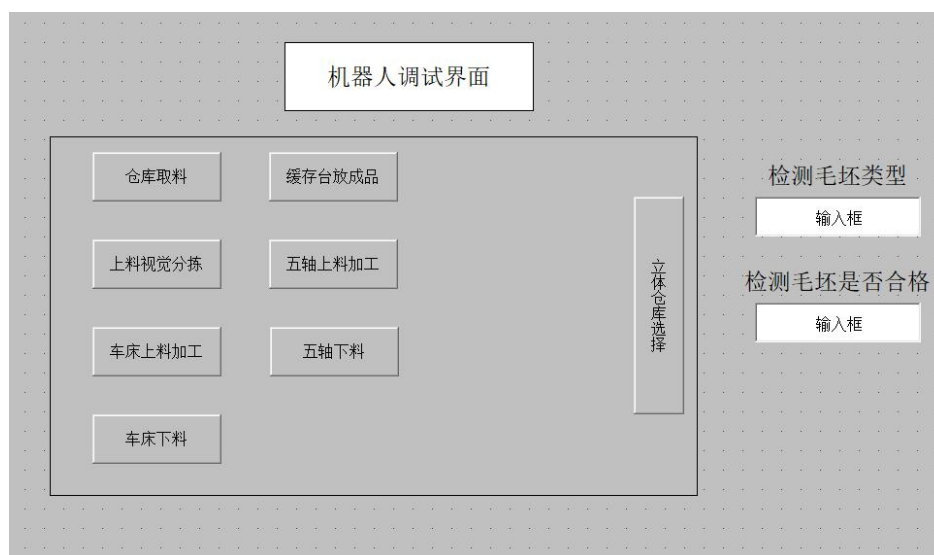 机器人调试界面
仓库取料
缓存台放成品
上料视觉分拣
五轴上料加工
车床上料加工
五轴下料
车床下料
立体仓库选择
检测毛坯类型
输入框
检测毛坯是否合格
输入框